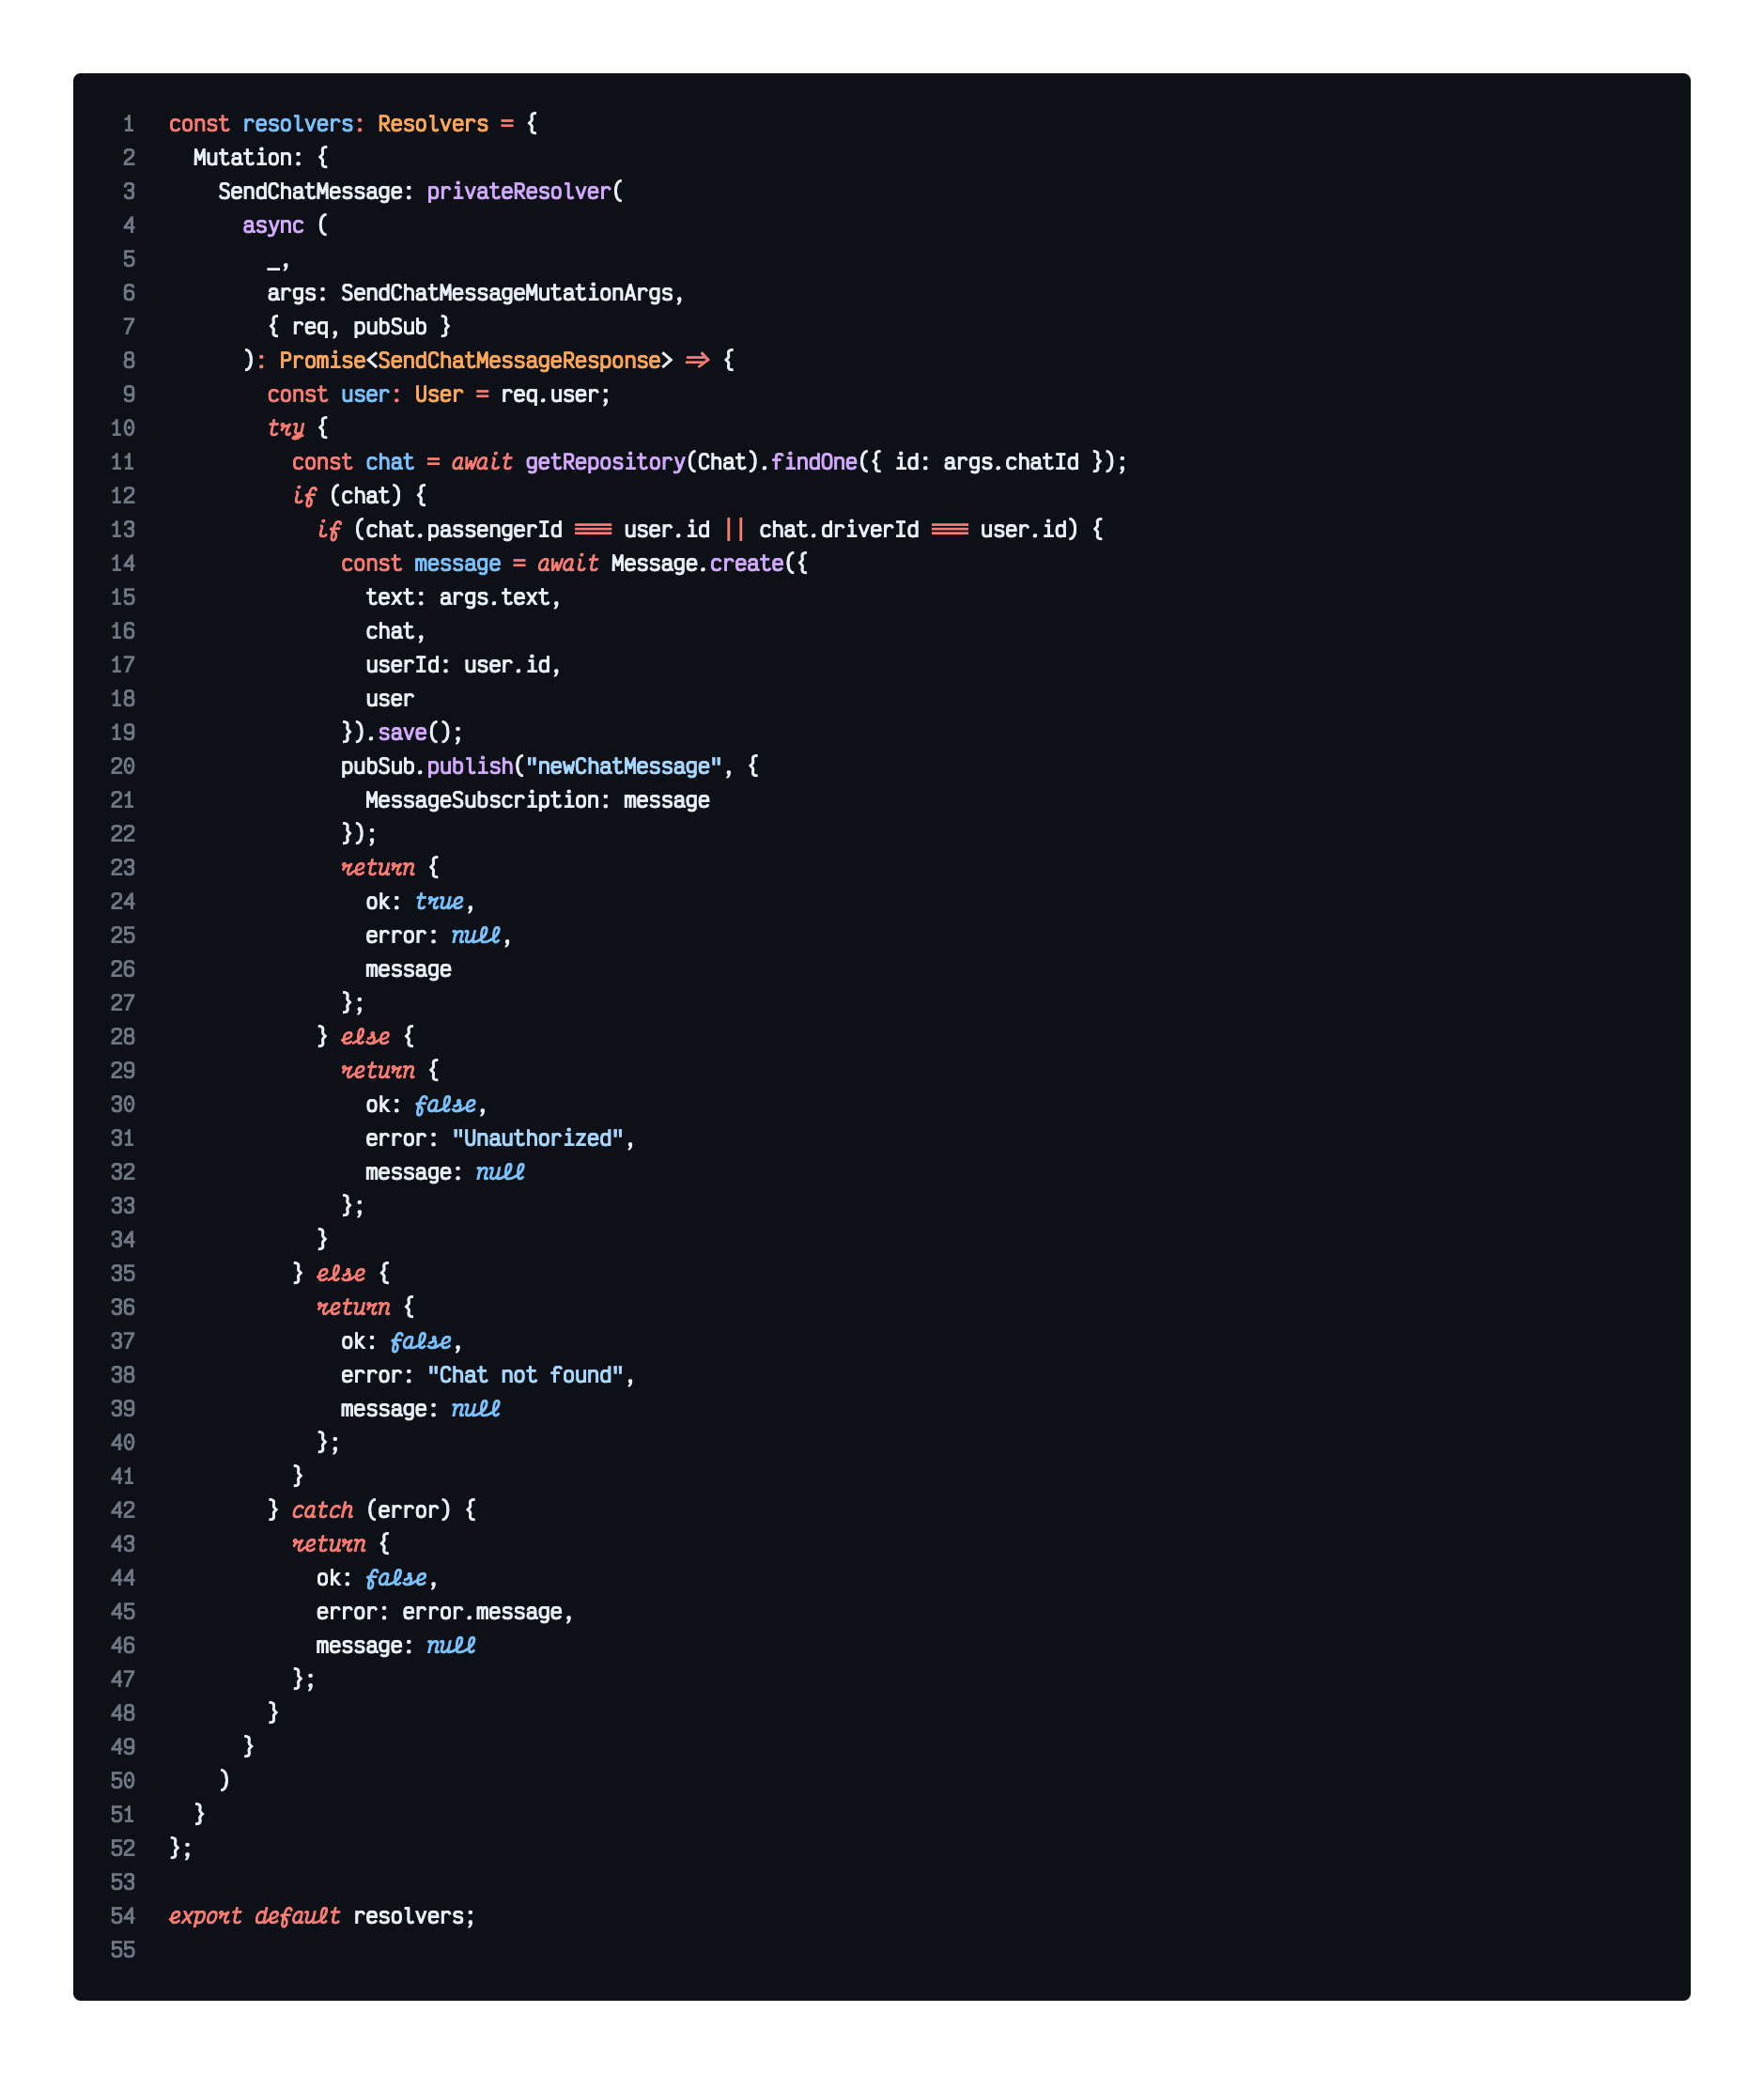 1 const resolvers: Resolvers = {
2   Mutation: {
3     SendChatMessage: privateResolver(
4       async (
5         _,
6         args: SendChatMessageMutationArgs,
7         { req, pubSub }
8       ): Promise<SendChatMessageResponse> => {
9         const user: User = req.user;
10         try {
11           const chat = await getRepository(Chat).findOne({ id: args.chatId });
12           if (chat) {
13             if (chat.passengerId === user.id || chat.driverId === user.id) {
14               const message = await Message.create({
15                 text: args.text,
16                 chat,
17                 userId: user.id,
18                 user
19               }).save();
20               pubSub.publish("newChatMessage", {
21                 MessageSubscription: message
22               });
23               return {
24                 ok: true,
25                 error: null,
26                 message
27               };
28             } else {
29               return {
30                 ok: false,
31                 error: "Unauthorized",
32                 message: null
33               };
34             }
35           } else {
36             return {
37               ok: false,
38               error: "Chat not found",
39               message: null
40             };
41           }
42         } catch (error) {
43           return {
44             ok: false,
45             error: error.message,
46             message: null
47           };
48         }
49       }
50     )
51   }
52 };
53
54 export default resolvers;
55